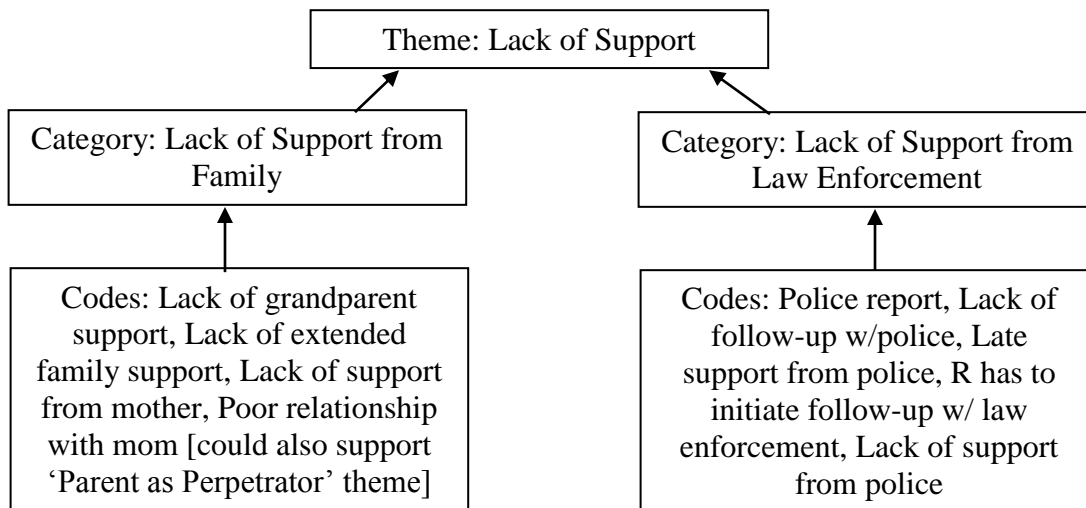 Theme: Lack of Support
Category: Lack of Support from
Family
Category: Lack of Support from
Law Enforcement
Codes: Lack of grandparent
support, Lack of extended
family support, Lack of support
from mother, Poor relationship
with mom [could also support
‘Parent as Perpetrator’ theme]
Codes: Police report, Lack of
follow-up w/police, Late
support from police, R has to
initiate follow-up w/ law
enforcement, Lack of support
from police